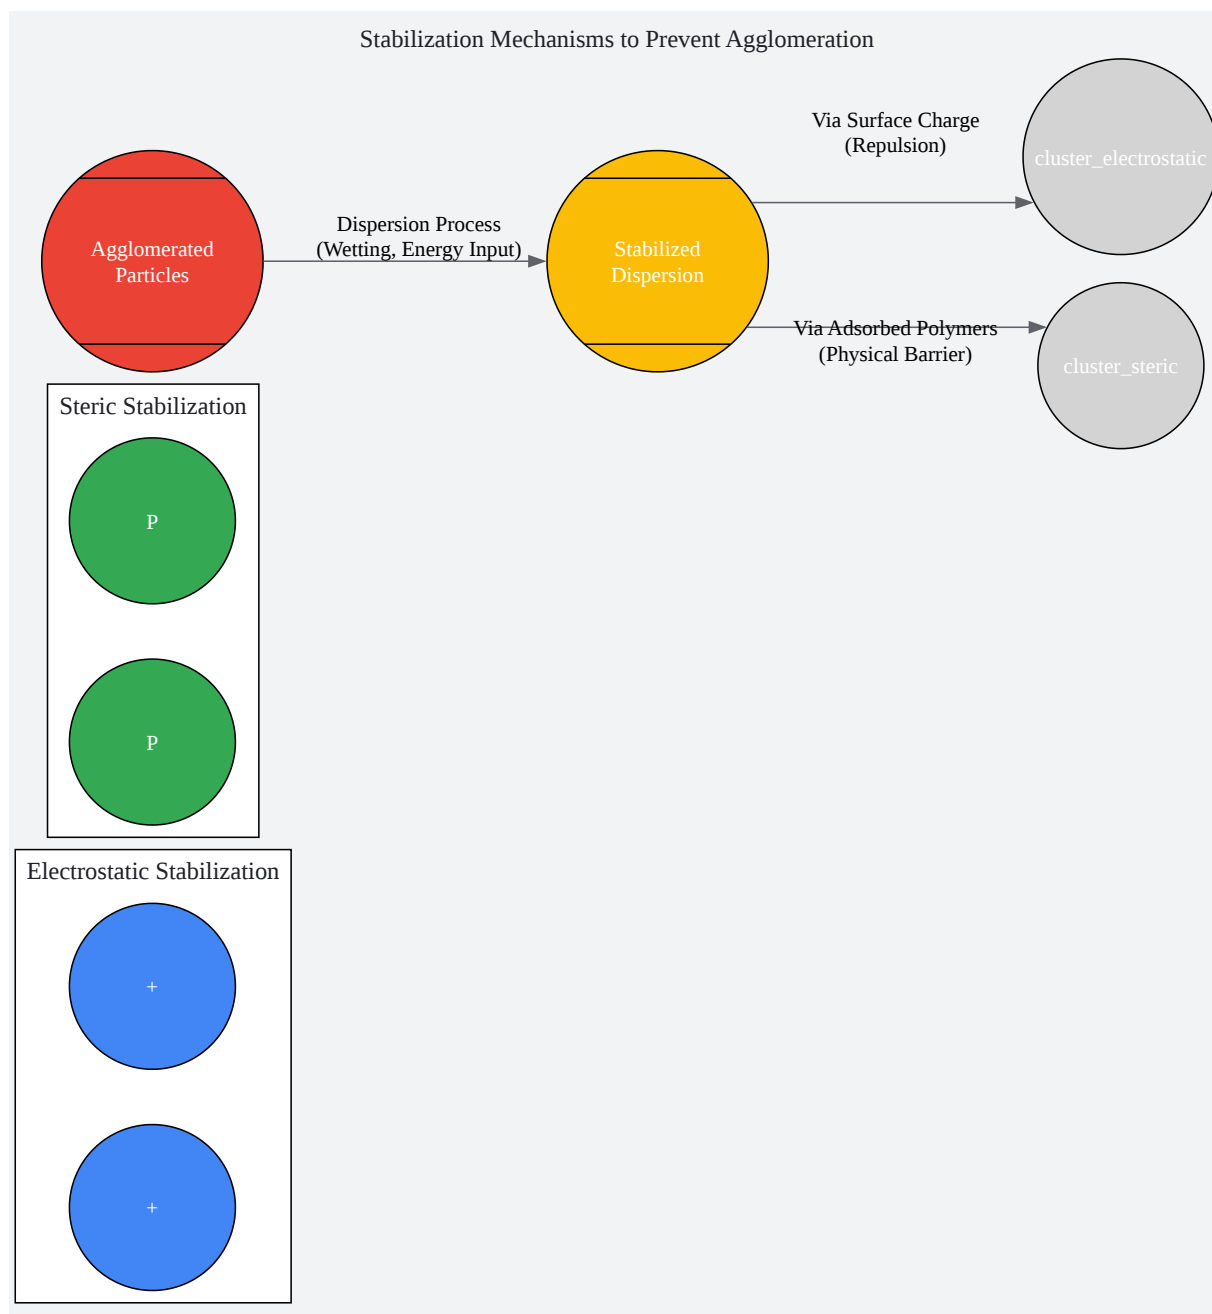 Stabilization Mechanisms to Prevent Agglomeration
Via Surface Charge
(Repulsion)
cluster_electrostatic
Dispersion Process
(Wetting, Energy Input)
Agglomerated
Particles
Stabilized
Dispersion
Via Adsorbed Polymers
(Physical Barrier)
cluster_steric
Steric Stabilization
P
P
Electrostatic Stabilization
+
+